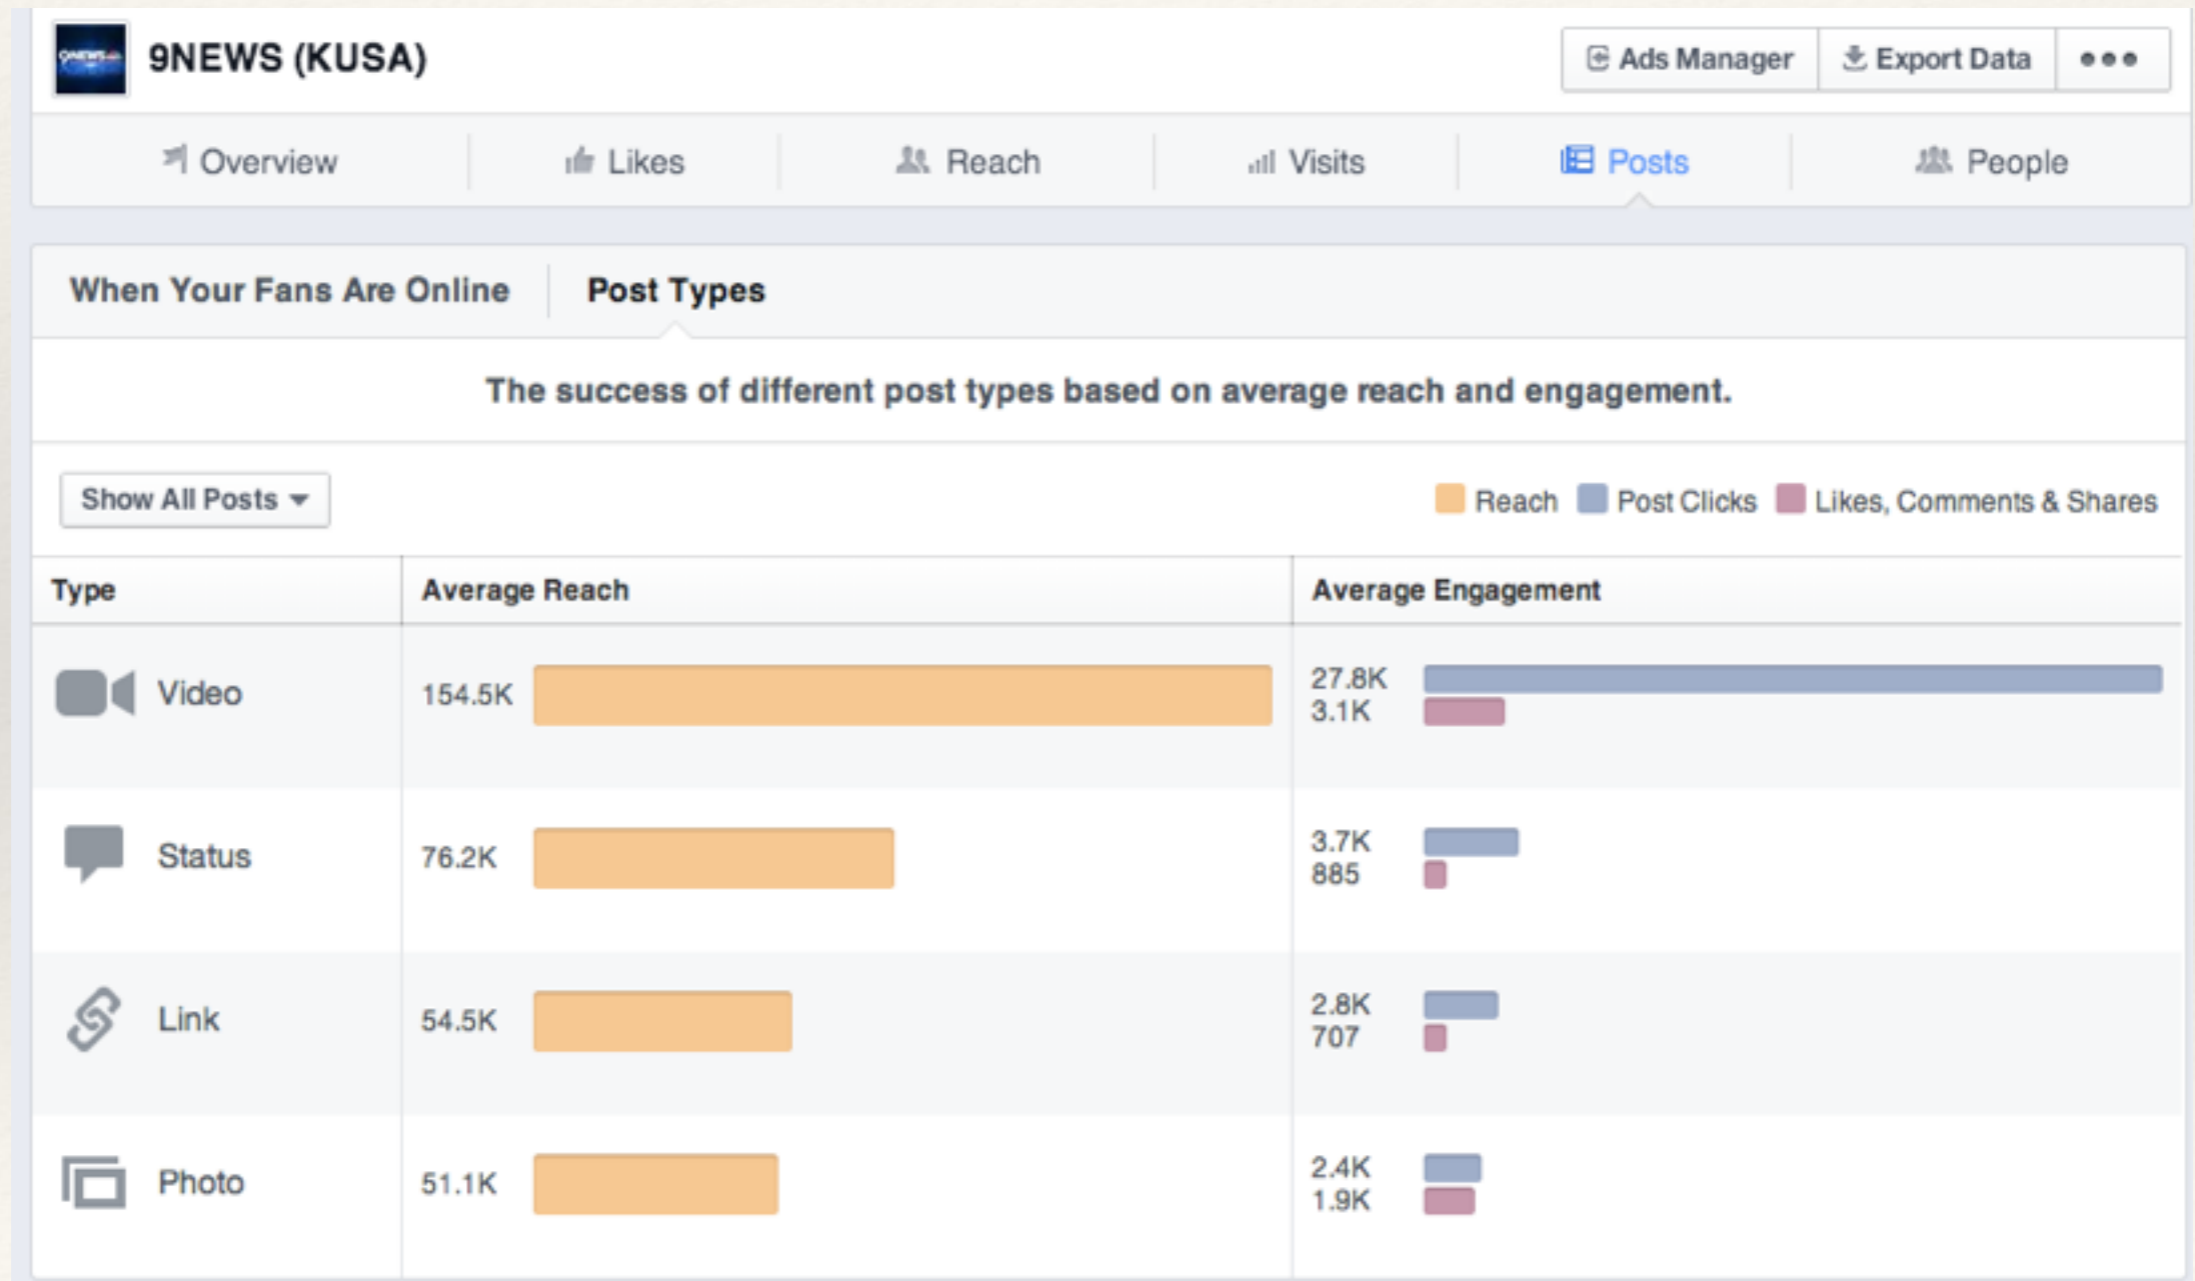 9NEWS (KUSA)
Ads Manager Export Data
Overview Likes Reach Visits Posts People
When Your Fans Are Online Post Types
The success of different post types based on average reach and engagement.
Show All Posts Reach Post Clicks Likes, Comments & Shares
Type Average Reach Average Engagement
Video 154.5K 27.8K
3.1K
Status 76.2K 3.7K
885
Link 54.5K 2.8K
707
Photo 51.1K 2.4K
1.9K